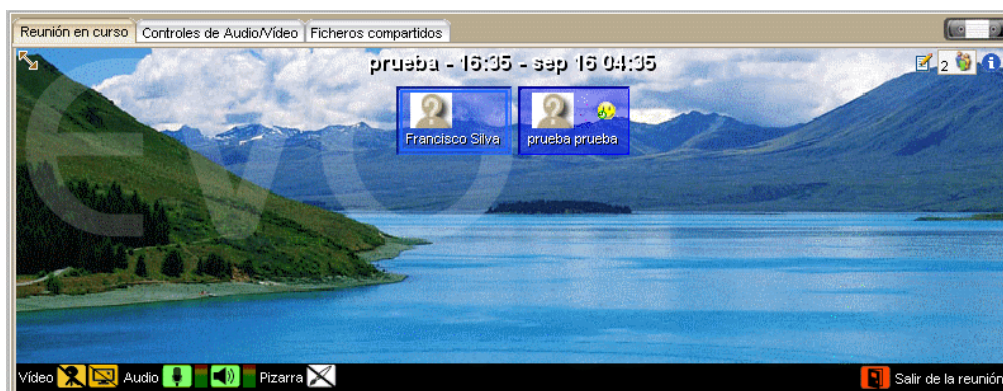 Reunión en curso Controles de Audio/Vídeo Ficheros compartidos
prueba - 16:35 - sep 16 04:35
2
Francisco Silva prueba prueba
evo
Vídeo Audio Pizarra Salir de la reunión